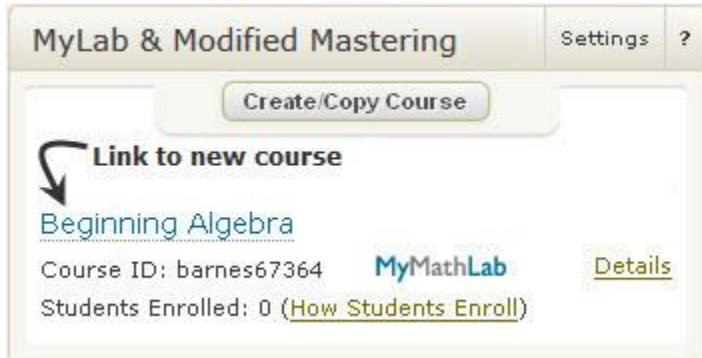 MyLab & Modified Mastering Settings ?
Create/Copy Course
Link to new course
Beginning Algebra
Course ID: barnes67364 MyMathLab Details
Students Enrolled: 0 (How Students Enroll)